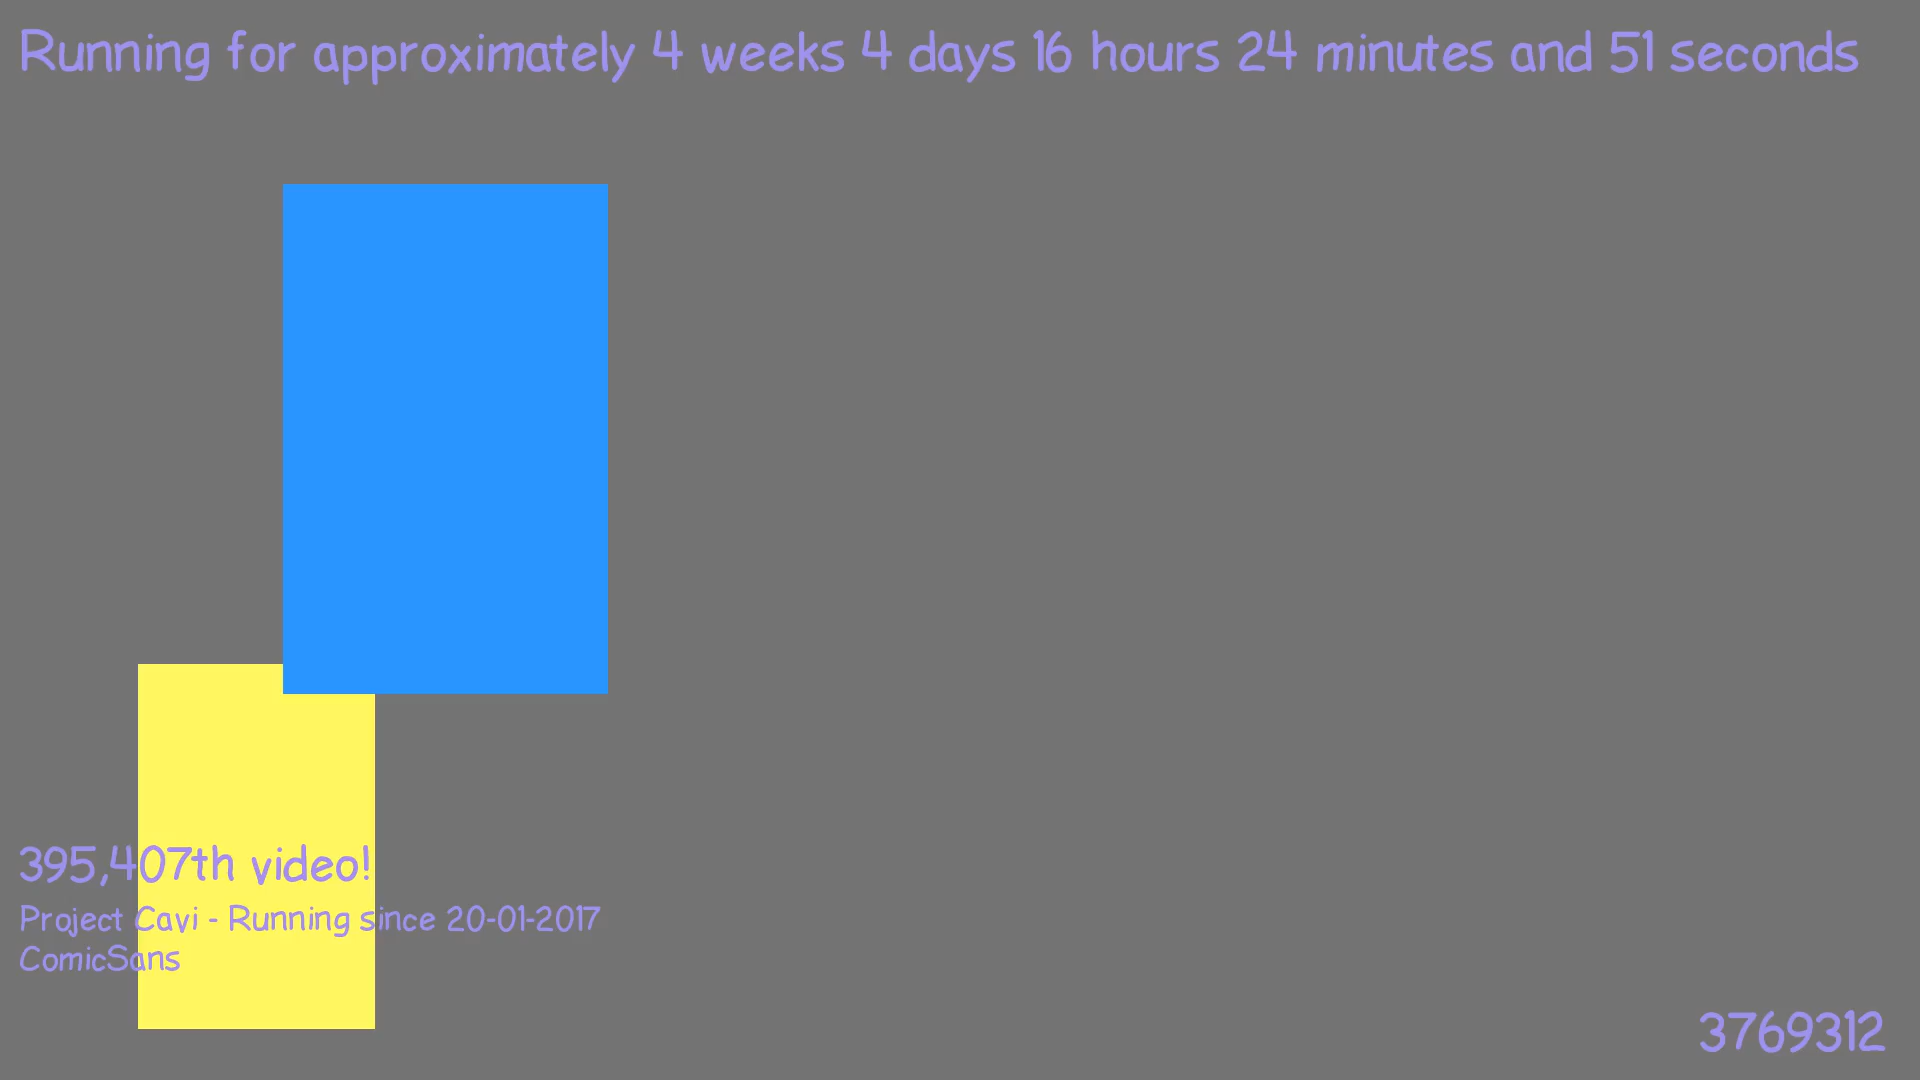 Running for approximately 4 weeks 4 days 16 hours 24 minutes and 51 seconds
395,407th video!
Project Cavi - Running since 20-01-2017
ComicSans
3769312